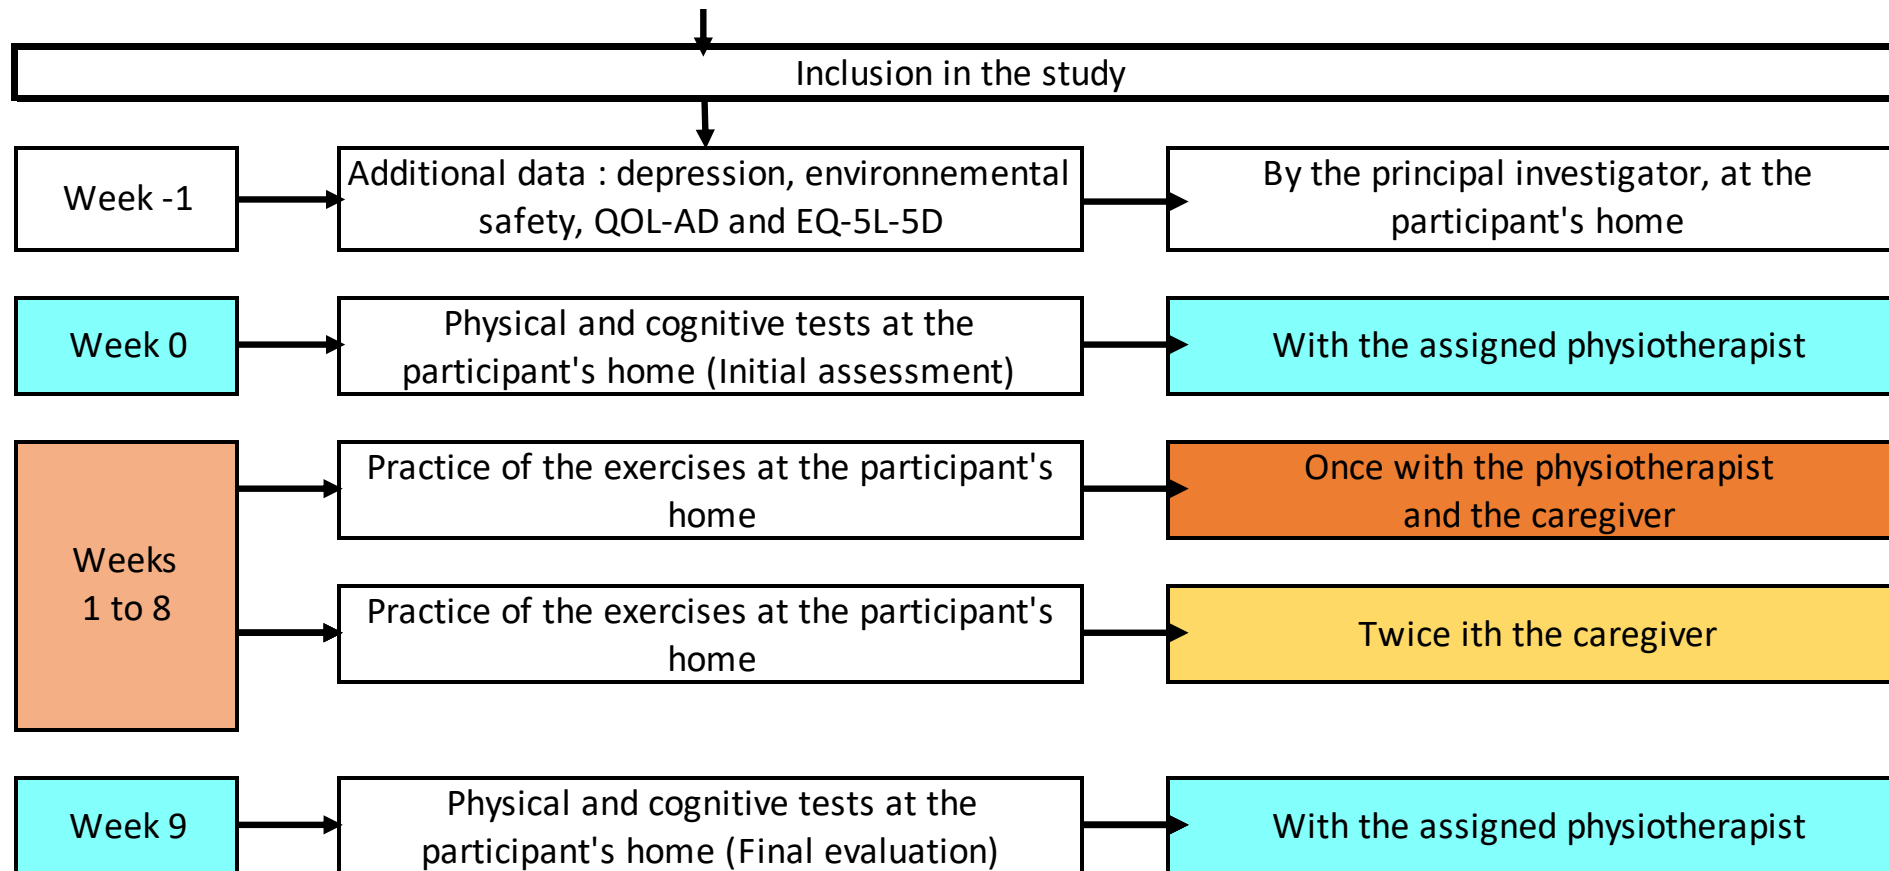 Inclusion in the study
Week -1
Additional data : depression, environnemental
safety, QOL-AD and EQ-5L-5D
By the principal investigator, at the
participant's home
Week 0
Physical and cognitive tests at the
participant's home (Initial assessment)
With the assigned physiotherapist
Weeks
1 to 8
Practice of the exercises at the participant's
home
Once with the physiotherapist
and the caregiver
Practice of the exercises at the participant's
home
Twice ith the caregiver
Week 9
Physical and cognitive tests at the
participant's home (Final evaluation)
With the assigned physiotherapist